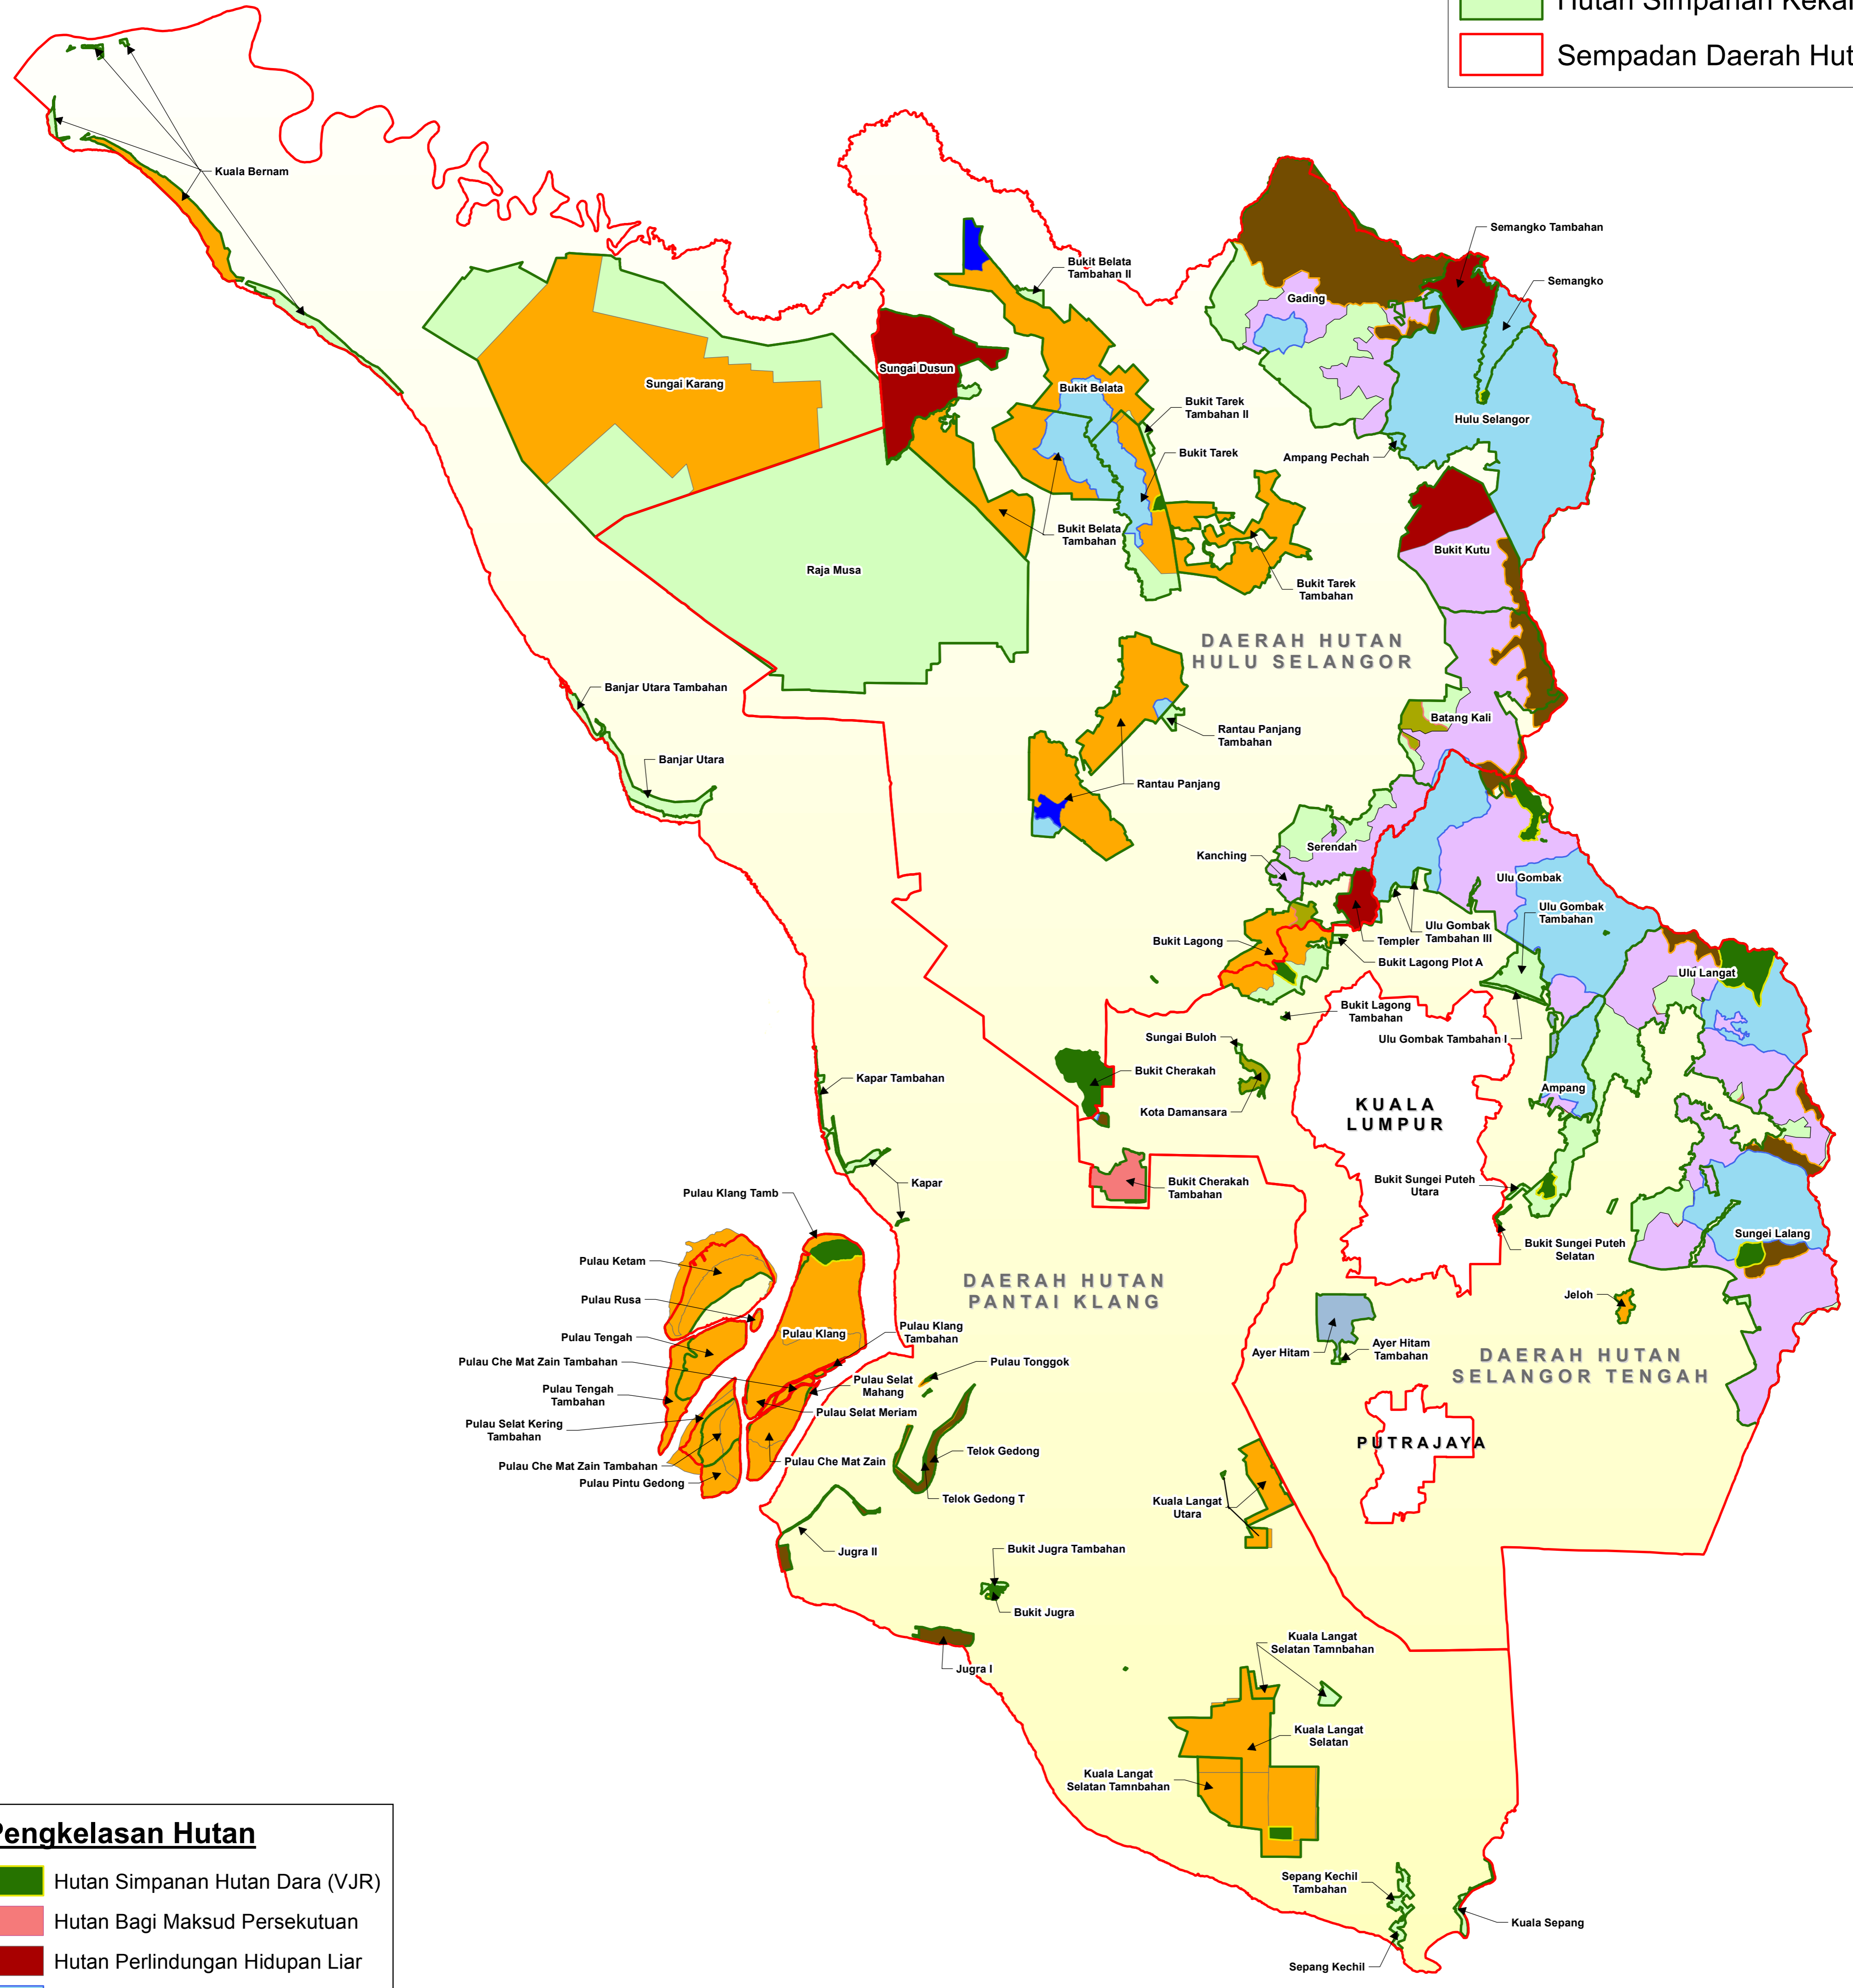 Sempadan Daerah
Kuala Bernam
Semangko Tambahan
Bukit Belata
Tambahan II
Semangko
Gading
Sungai Dusun
Sungai Karang
Bukit Belata
Bukit Tarek
Tambahan II
Hulu Selangor
Bukit Tarek
Ampang Pechah
Bukit Belata
Tambahan
Bukit Kutu
Raja Musa
Bukit Tarek
Tambahan
DAERAH HUTAN
HULU SELANGOR
Banjar Utara Tambahan
Batang Kali
Rantau Panjang
Tambahan
Banjar Utara
Rantau Panjang
Serendah
Kanching
Ulu Gombak
Ulu Gombak
Tambahan
Ulu Gombak
Tambahan III
Templer
Bukit Lagong
Bukit Lagong Plot A
Ulu Langat
Bukit Lagong
Tambahan
Ulu Gombak Tambahan I
Sungai Buloh
Bukit Cherakah
Kapar Tambahan
Ampang
Kota Damansara
KUALA
LUMPUR
Kapar
Bukit Cherakah
Tambahan
Bukit Sungei Puteh
Utara
Pulau Klang Tamb
Bukit Sungei Puteh
Selatan
Sungei Lalang
Pulau Ketam
DAERAH HUTAN
PANTAI KLANG
Pulau Rusa
Jeloh
Pulau Tengah
Pulau Klang
Pulau Klang
Tambahan
Pulau Che Mat Zain Tambahan
Pulau Tonggok
Ayer Hitam
Ayer Hitam
Tambahan
DAERAH HUTAN
SELANGOR TENGAH
Pulau Tengah
Tambahan
Pulau Selat
Mahang
Pulau Selat Meriam
Pulau Selat Kering
Tambahan
PUTRAJAYA
Telok Gedong
Pulau Che Mat Zain Tambahan
Pulau Che Mat Zain
Pulau Pintu Gedong
Telok Gedong T
Kuala Langat
Utara
Jugra II
Bukit Jugra Tambahan
Bukit Jugra
Kuala Langat
Selatan Tamnbahan
Jugra I
Kuala Langat
Selatan
Kuala Langat
Selatan Tamnbahan
Sepang Kechil
Tambahan
Kuala Sepang
Sepang Kechil
Pengkelasan Hutan
Hutan Simpanan Hutan Dara (VJR)
Hutan Bagi Maksud Persekutuan
Hutan Perlindungan Hidupan Liar